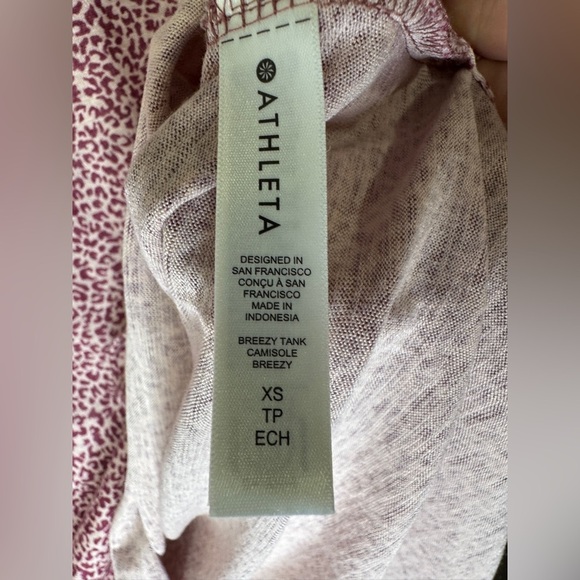 ATHLETA
DESIGNED IN
SAN FRANCISCO
CONÇU À SAN
FRANCISCO
MADE IN
INDONESIA
BREEZY TANK
CAMISOLE
BREEZY
XS
TP
ECH